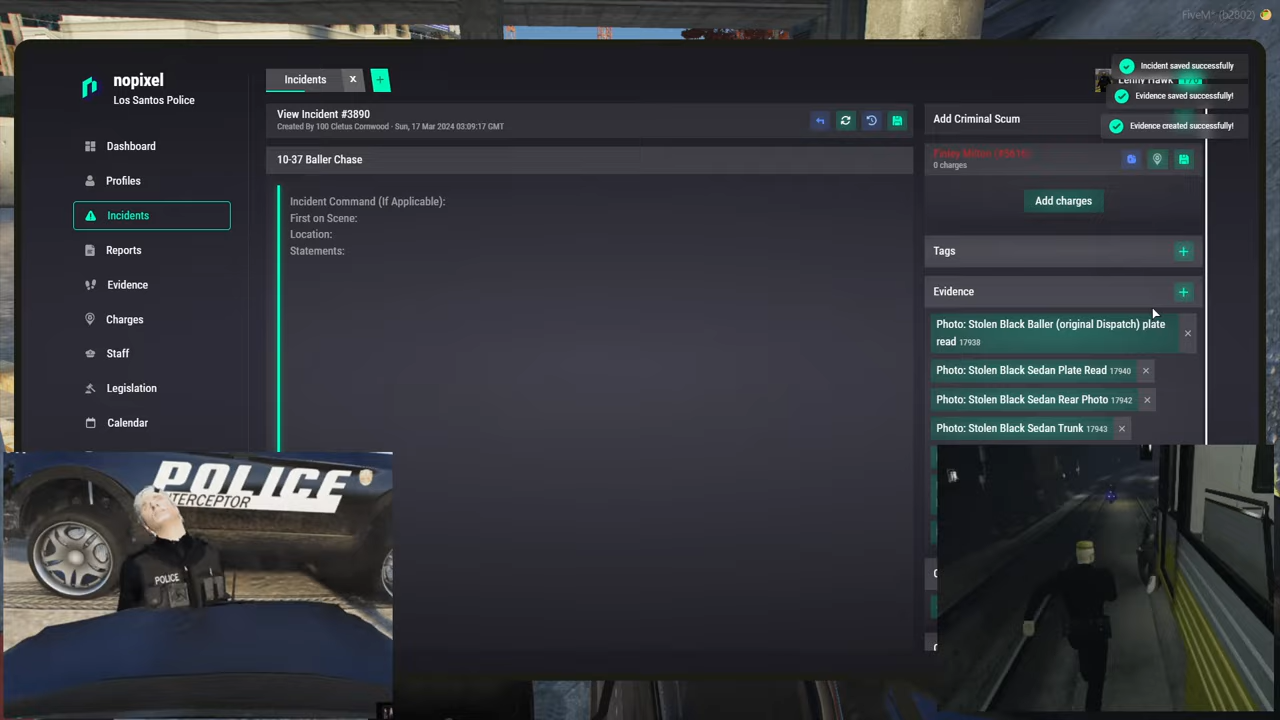 FiveM® (b2802)
nopixel
Los Santos Police
Dashboard
Profiles
Incidents
Reports
Evidence
Charges
Staff
Legislation
Calendar
Incidents x +
View Incident #3890
Created By 100 Cletus Cornwood · Sun, 17 Mar 2024 03:09:17 GMT
10-37 Baller Chase
Incident Command (If Applicable):
First on Scene:
Location:
Statements:
Lenny Hawk
Incident saved successfully
Evidence saved successfully!
Evidence created successfully!
Add Criminal Scum
0 charges
Add charges
Tags
Evidence
Photo: Stolen Black Baller (original Dispatch) plate
read 17938
Photo: Stolen Black Sedan Plate Read 17940
Photo: Stolen Black Sedan Rear Photo 17942
Photo: Stolen Black Sedan Trunk 17943
POLICE
INTERCEPTOR
POLICE